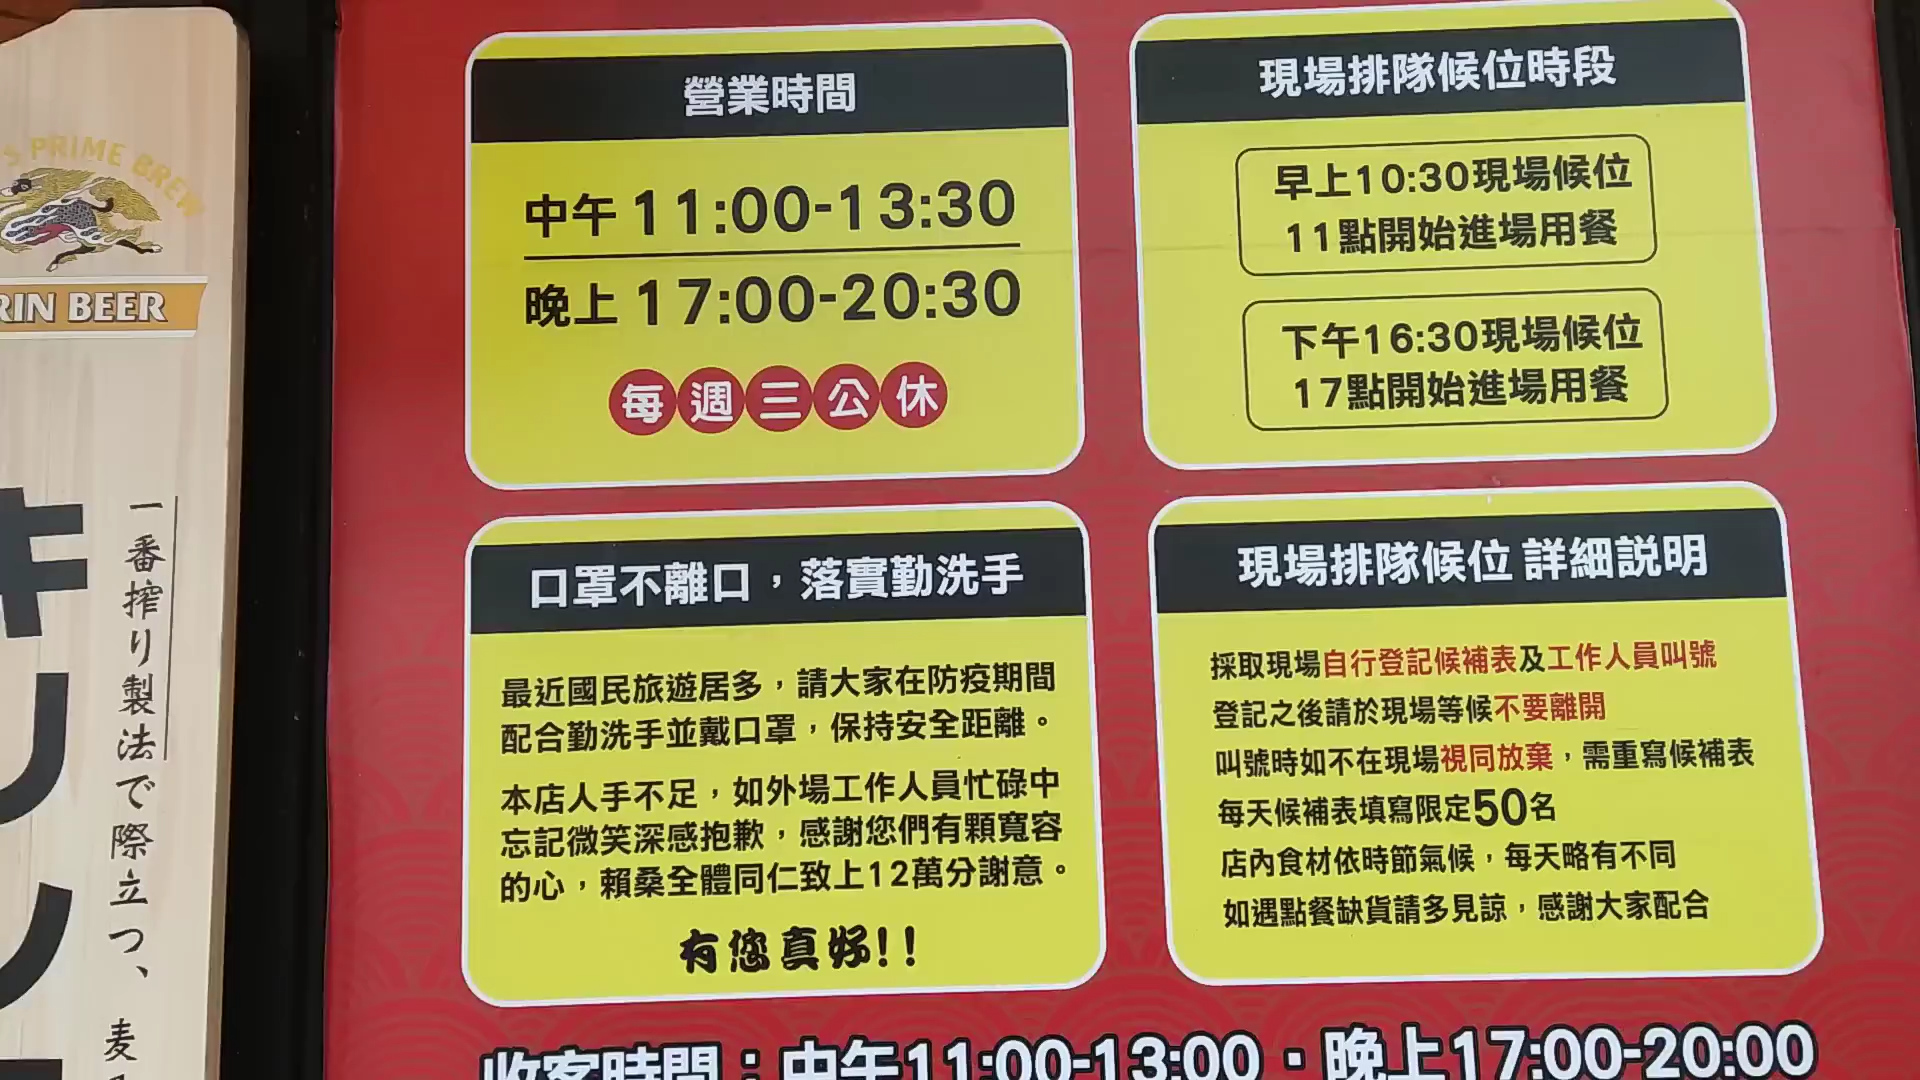 PRIME BREW
RIN BEER
キリン
一番搾り製法で際立つ、麦
營業時間
中午 11:00-13:30
晚上 17:00-20:30
每週三公休
現場排隊候位時段
早上10:30現場候位
11點開始進場用餐
下午16:30現場候位
17點開始進場用餐
口罩不離口，落實勤洗手
最近國民旅遊居多，請大家在防疫期間
配合勤洗手並戴口罩，保持安全距離。
本店人手不足，如外場工作人員忙碌中
忘記微笑深感抱歉，感謝您們有顆寬容
的心，賴桑全體同仁致上12萬分謝意。
有您真好!!
現場排隊候位 詳細説明
採取現場自行登記候補表及工作人員叫號
登記之後請於現場等候不要離開
叫號時如不在現場視同放棄，需重寫候補表
每天候補表填寫限定50名
店內食材依時節氣候，每天略有不同
如遇點餐缺貨請多見諒，感謝大家配合
收客時間：中午11:00-13:00·晚上17:00-20:00